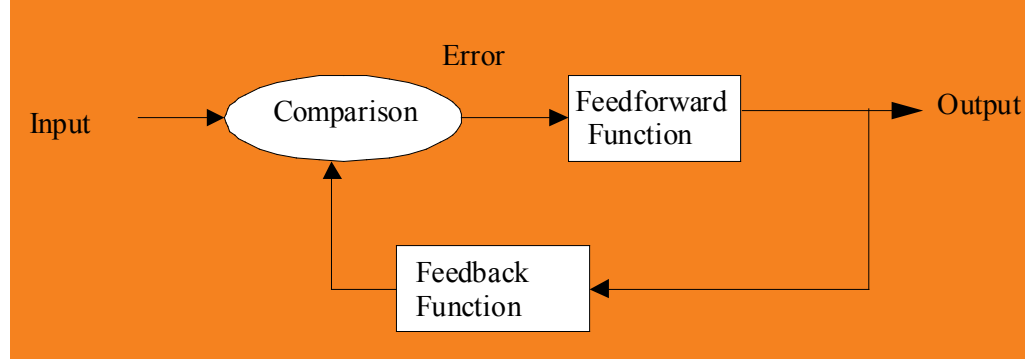 Error
Input
Comparison
Feedforward
Function
Output
Feedback
Function